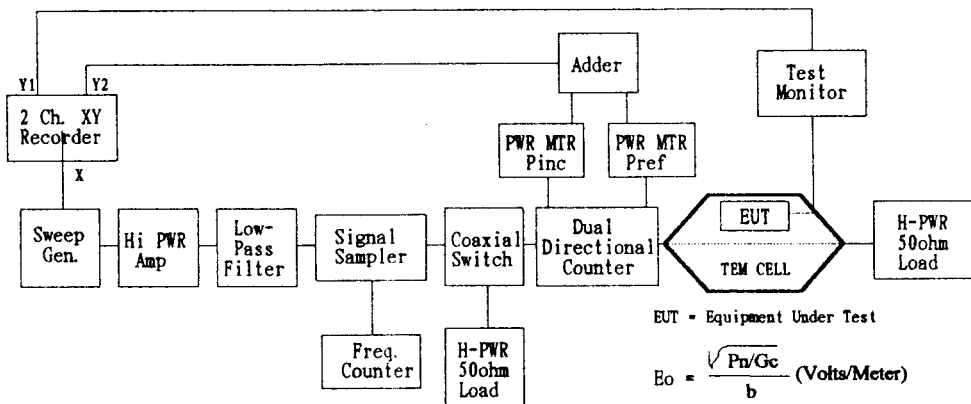 Y1
Y2
2 Ch. XY
Recorder
X
Adder
Test
Monitor
PWR MTR
Pinc
PWR MTR
Pref
Sweep
Gen.
Hi PWR
Amp
Low-
Pass
Filter
Signal
Sampler
Coaxial
Switch
Dual
Directional
Counter
EUT
TEM CELL
H-PWR
50ohm
Load
Freq.
Counter
H-PWR
50ohm
Load
EUT = Equipment Under Test
Eo = √Pn/Gc / b (Volts/Meter)